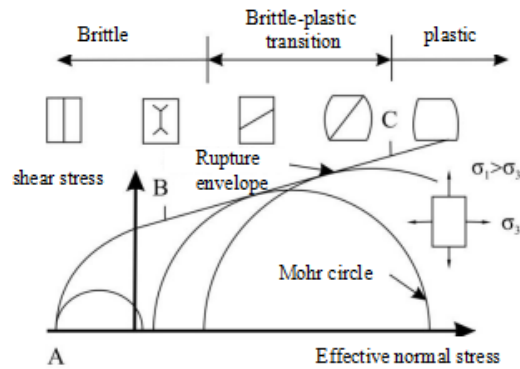 Brittle
Brittle-plastic
transition
plastic
C
Rupture
envelope
shear stress
B
σ1>σ3
σ3
Mohr circle
A
Effective normal stress